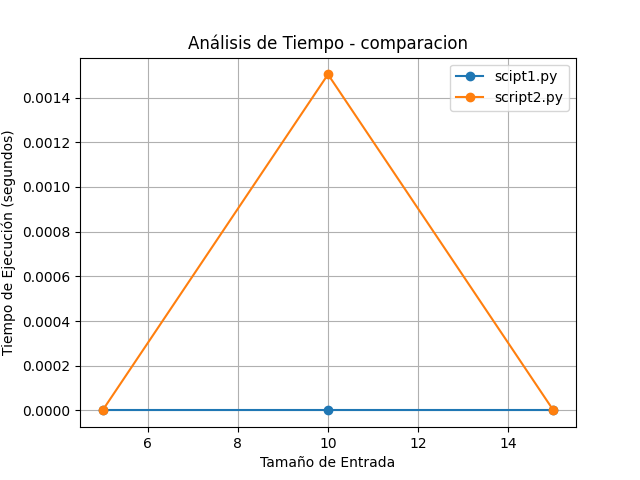 Análisis de Tiempo - comparacion
scipt1.py
script2.py
Tiempo de Ejecución (segundos)
0.0014
0.0012
0.0010
0.0008
0.0006
0.0004
0.0002
0.0000
6 8 10 12 14
Tamaño de Entrada